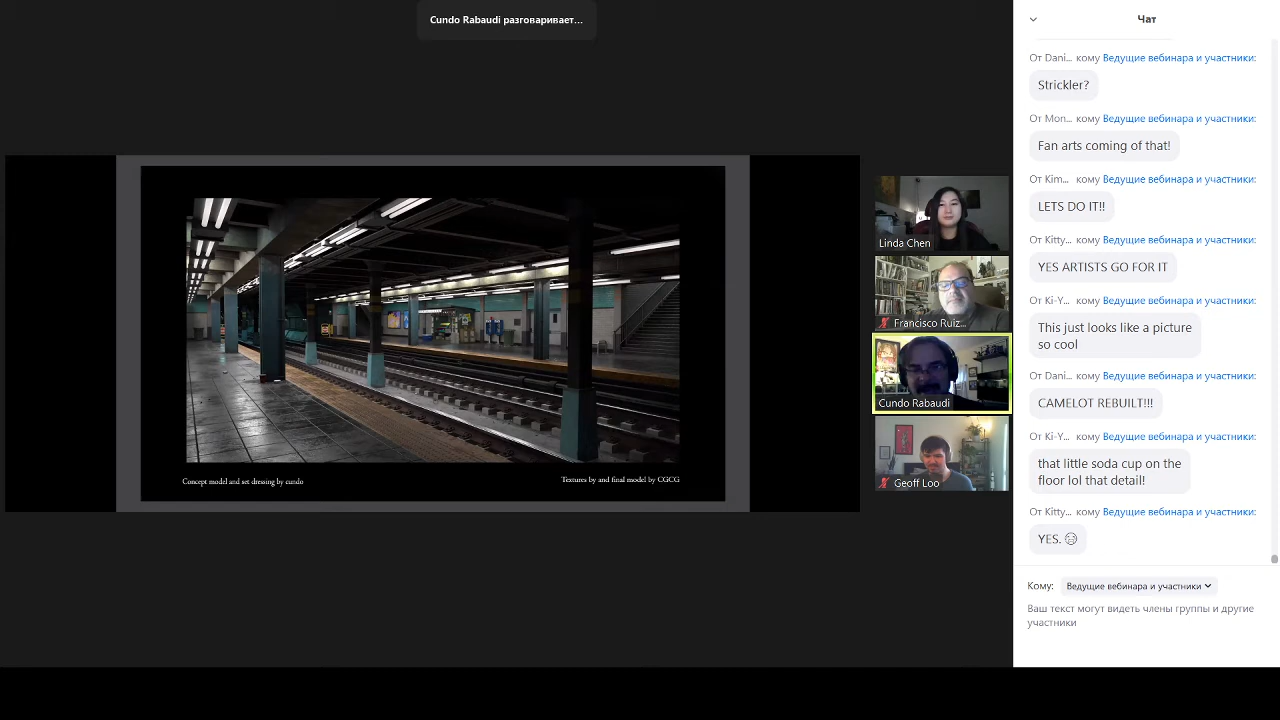 Cundo Rabaudi разговаривает...
Concept model and set dressing by cundo
Textures by and final model by CGCG
Linda Chen
Francisco Ruiz...
Cundo Rabaudi
Geoff Loo
Чат
От Dani... кому Ведущие вебинара и участники:
Strickler?
От Mon... кому Ведущие вебинара и участники:
Fan arts coming of that!
От Kim... кому Ведущие вебинара и участники:
LETS DO IT!!
От Kitty... кому Ведущие вебинара и участники:
YES ARTISTS GO FOR IT
От Ki-Y... кому Ведущие вебинара и участники:
This just looks like a picture
so cool
От Dani... кому Ведущие вебинара и участники:
CAMELOT REBUILT!!!
От Ki-Y... кому Ведущие вебинара и участники:
that little soda cup on the
floor lol that detail!
От Kitty... кому Ведущие вебинара и участники:
YES. 😂
Кому: Ведущие вебинара и участники
Ваш текст могут видеть члены группы и другие
участники